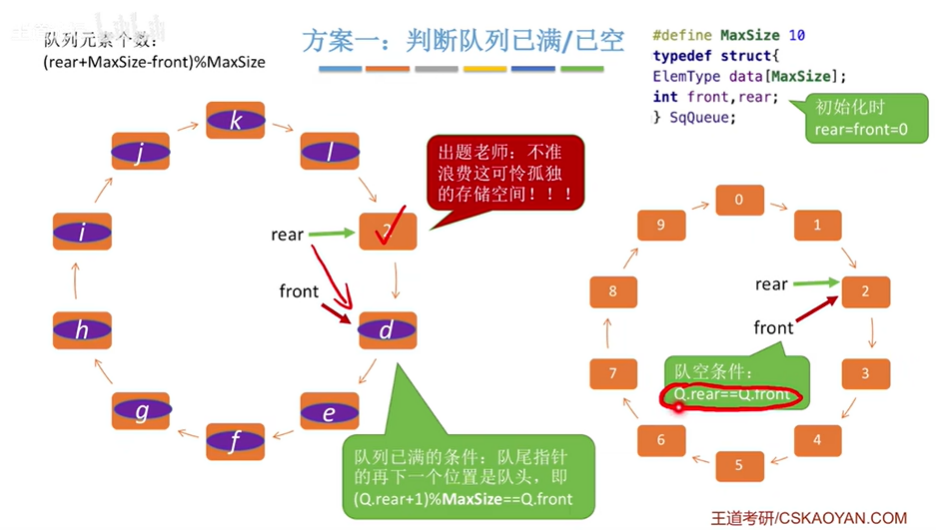 队列元素个数：
(rear+MaxSize-front)%MaxSize
方案一：判断队列已满/已空
#define MaxSize 10
typedef struct{
ElemType data[MaxSize];
int front,rear;
} SqQueue;
初始化时
rear=front=0
出题老师：不准
浪费这可怜孤独
的存储空间！！！
k
l
2
d
e
f
g
h
i
j
rear
front
队列已满的条件：队尾指针
的再下一个位置是队头，即
(Q.rear+1)%MaxSize==Q.front
0
1
2
3
4
5
6
7
8
9
rear
front
队空条件：
Q.rear==Q.front
王道考研/CSKAOYAN.COM